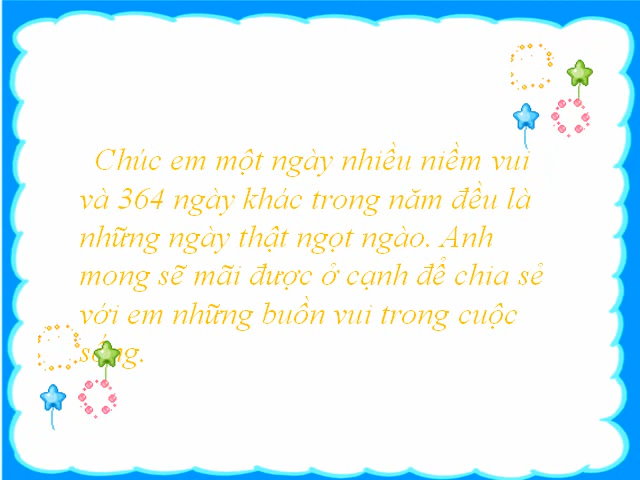 Chúc em một ngày nhiều niềm vui
và 364 ngày khác trong năm đều là
những ngày thật ngọt ngào. Anh
mong sẽ mãi được ở cạnh để chia sẻ
với em những buồn vui trong cuộc
sống.